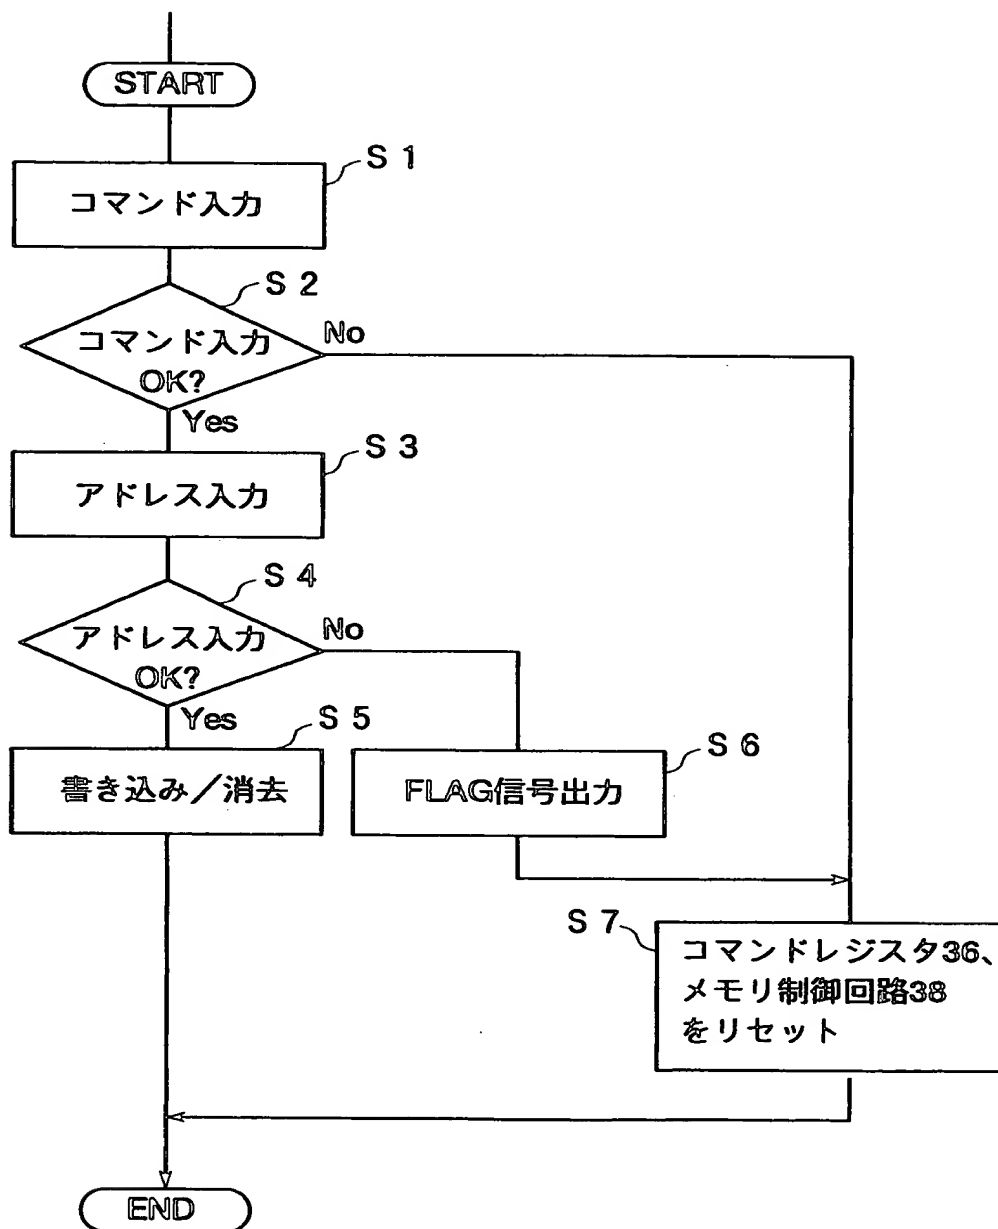 START
S 1
コマンド入力
S 2
コマンド入力
OK?
No
Yes
S 3
アドレス入力
S 4
アドレス入力
OK?
No
Yes
S 5
書き込み／消去
S 6
FLAG信号出力
S 7
コマンドレジスタ36、
メモリ制御回路38
をリセット
END